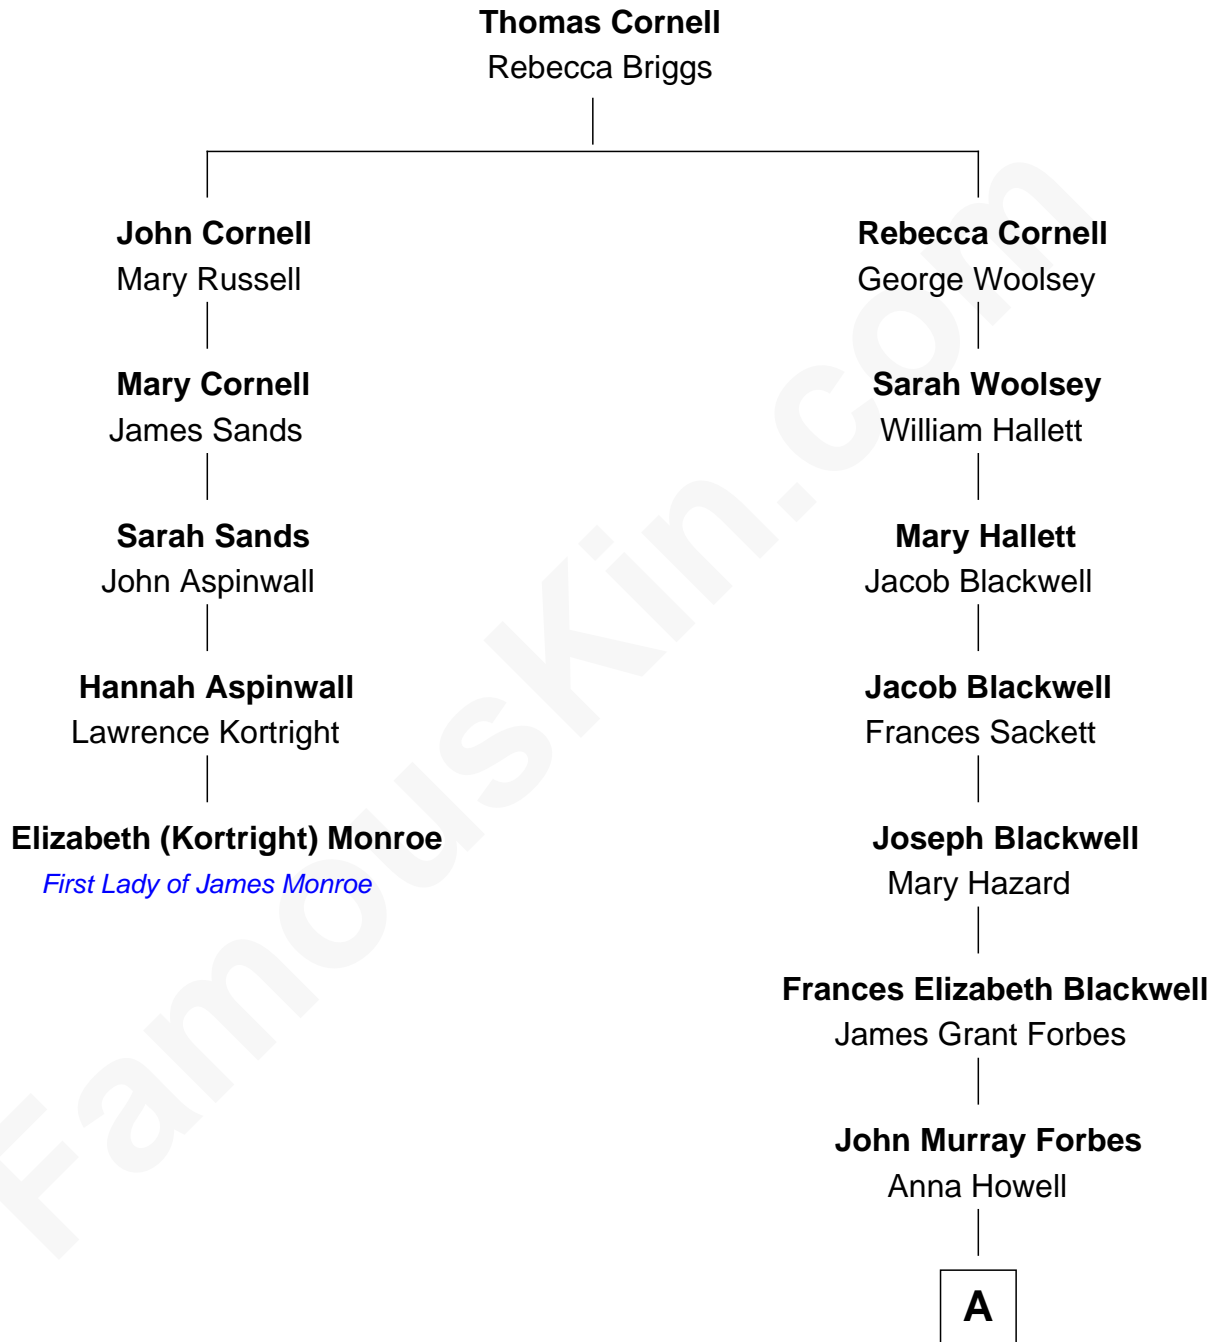 Thomas Cornell
Rebecca Briggs
John Cornell
Mary Russell
Rebecca Cornell
George Woolsey
Mary Cornell
James Sands
Sarah Woolsey
William Hallett
Sarah Sands
John Aspinwall
Mary Hallett
Jacob Blackwell
Hannah Aspinwall
Lawrence Kortright
Jacob Blackwell
Frances Sackett
Elizabeth (Kortright) Monroe
First Lady of James Monroe
Joseph Blackwell
Mary Hazard
Frances Elizabeth Blackwell
James Grant Forbes
John Murray Forbes
Anna Howell
A
FamousKin.com